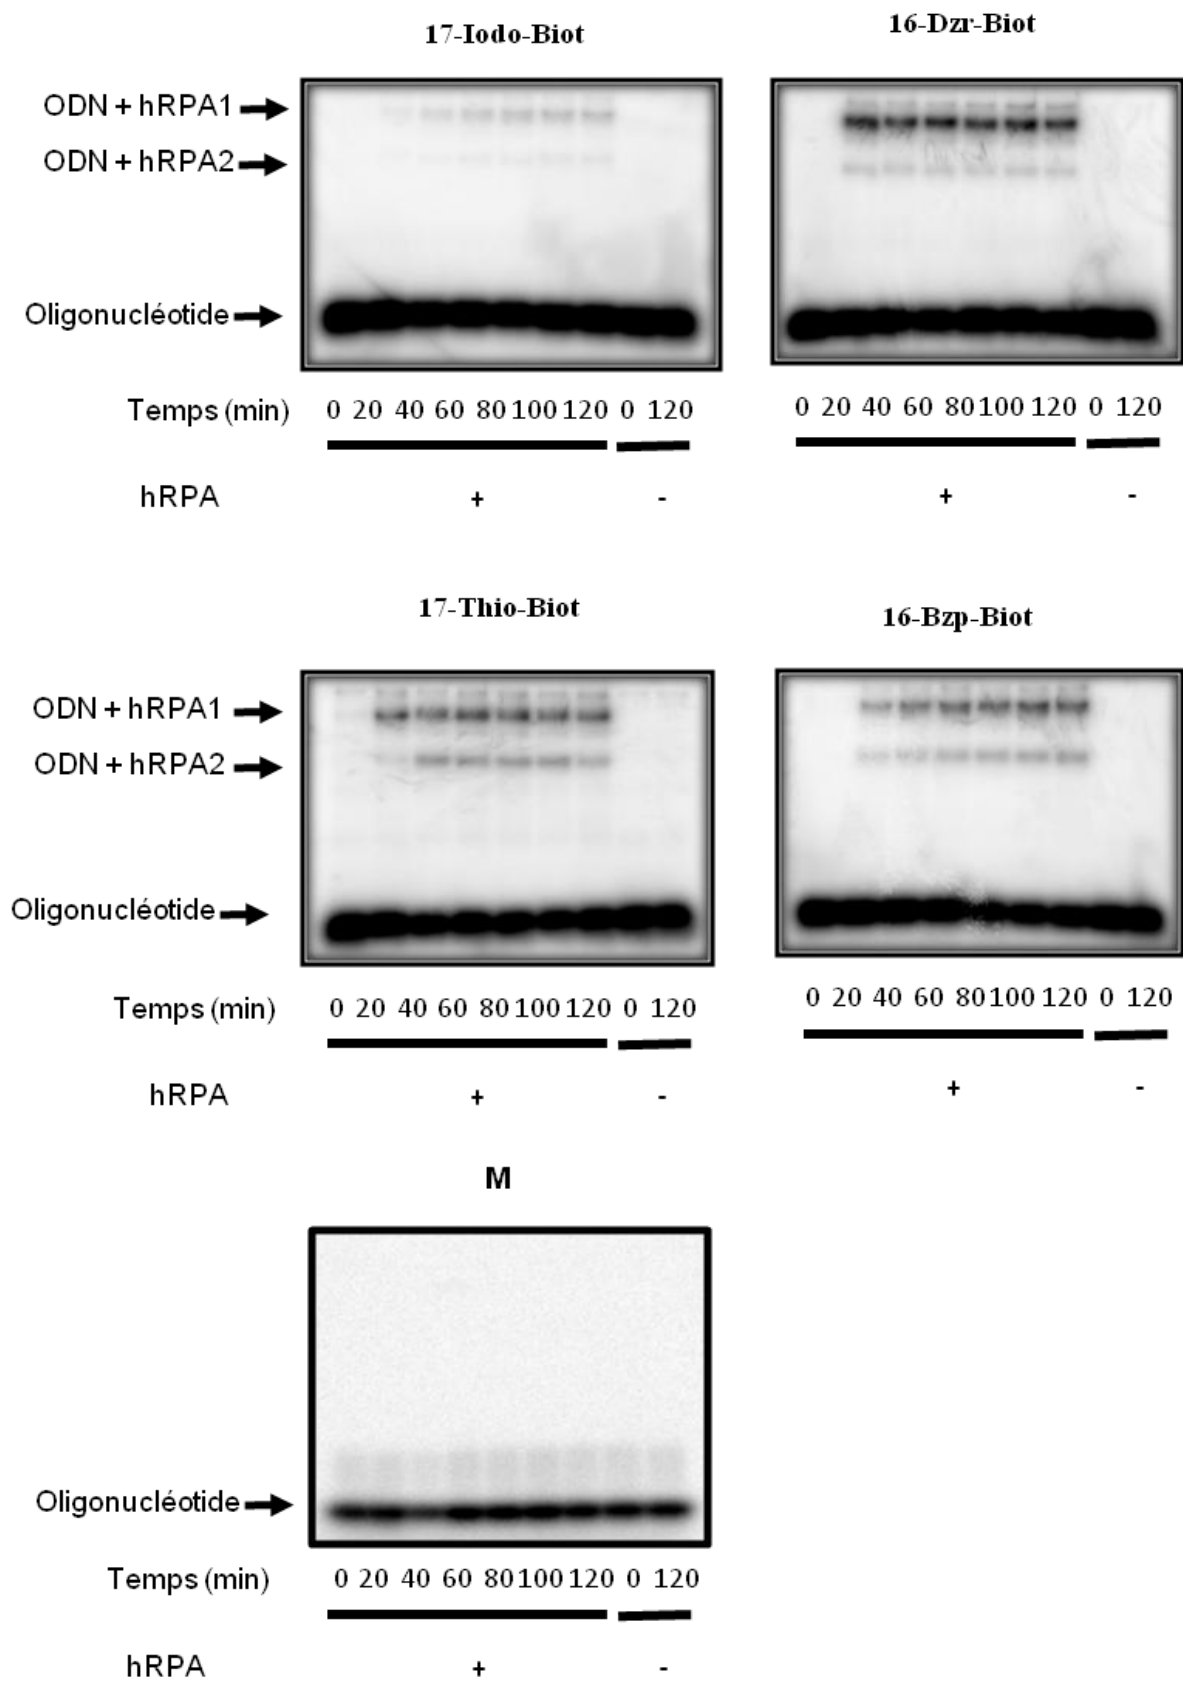 17-Iodo-Biot
16-Dzr-Biot
ODN + hRPA1
ODN + hRPA2
Oligonucléotide
Temps (min) 0 20 40 60 80 100 120 0 120
0 20 40 60 80 100 120 0 120
hRPA + -
+ -
17-Thio-Biot
16-Bzp-Biot
ODN + hRPA1
ODN + hRPA2
Oligonucléotide
Temps (min) 0 20 40 60 80 100 120 0 120
0 20 40 60 80 100 120 0 120
hRPA + -
+ -
M
Oligonucléotide
Temps (min) 0 20 40 60 80 100 120 0 120
hRPA + -